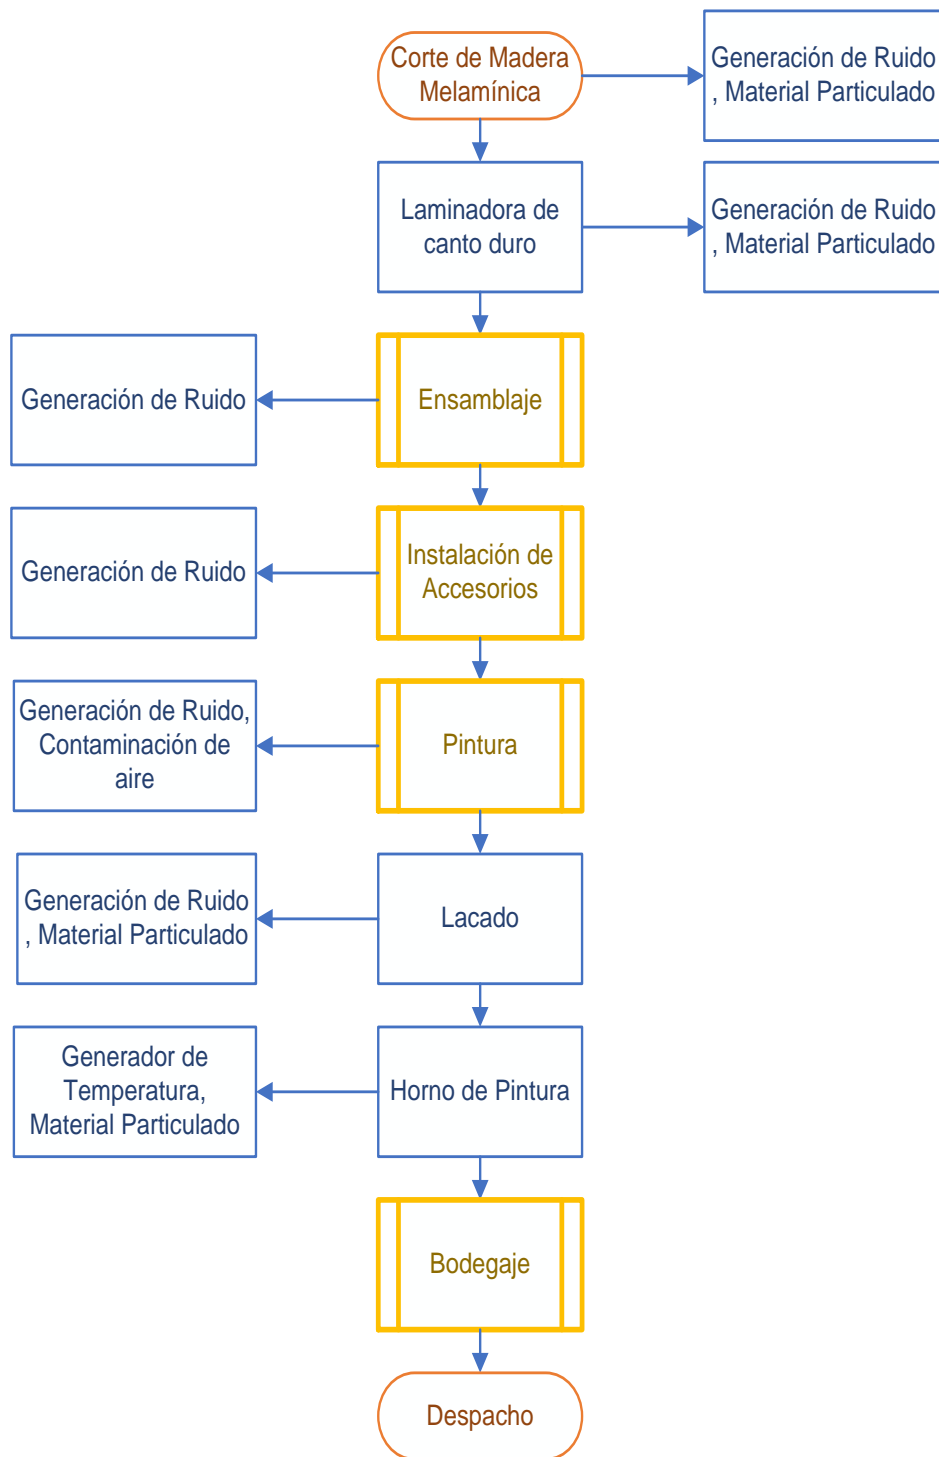 Corte de Madera
Melamínica
Generación de Ruido
, Material Particulado
Laminadora de
canto duro
Generación de Ruido
, Material Particulado
Generación de Ruido
Ensamblaje
Generación de Ruido
Instalación de
Accesorios
Generación de Ruido,
Contaminación de
aire
Pintura
Generación de Ruido
, Material Particulado
Lacado
Generador de
Temperatura,
Material Particulado
Horno de Pintura
Bodegaje
Despacho